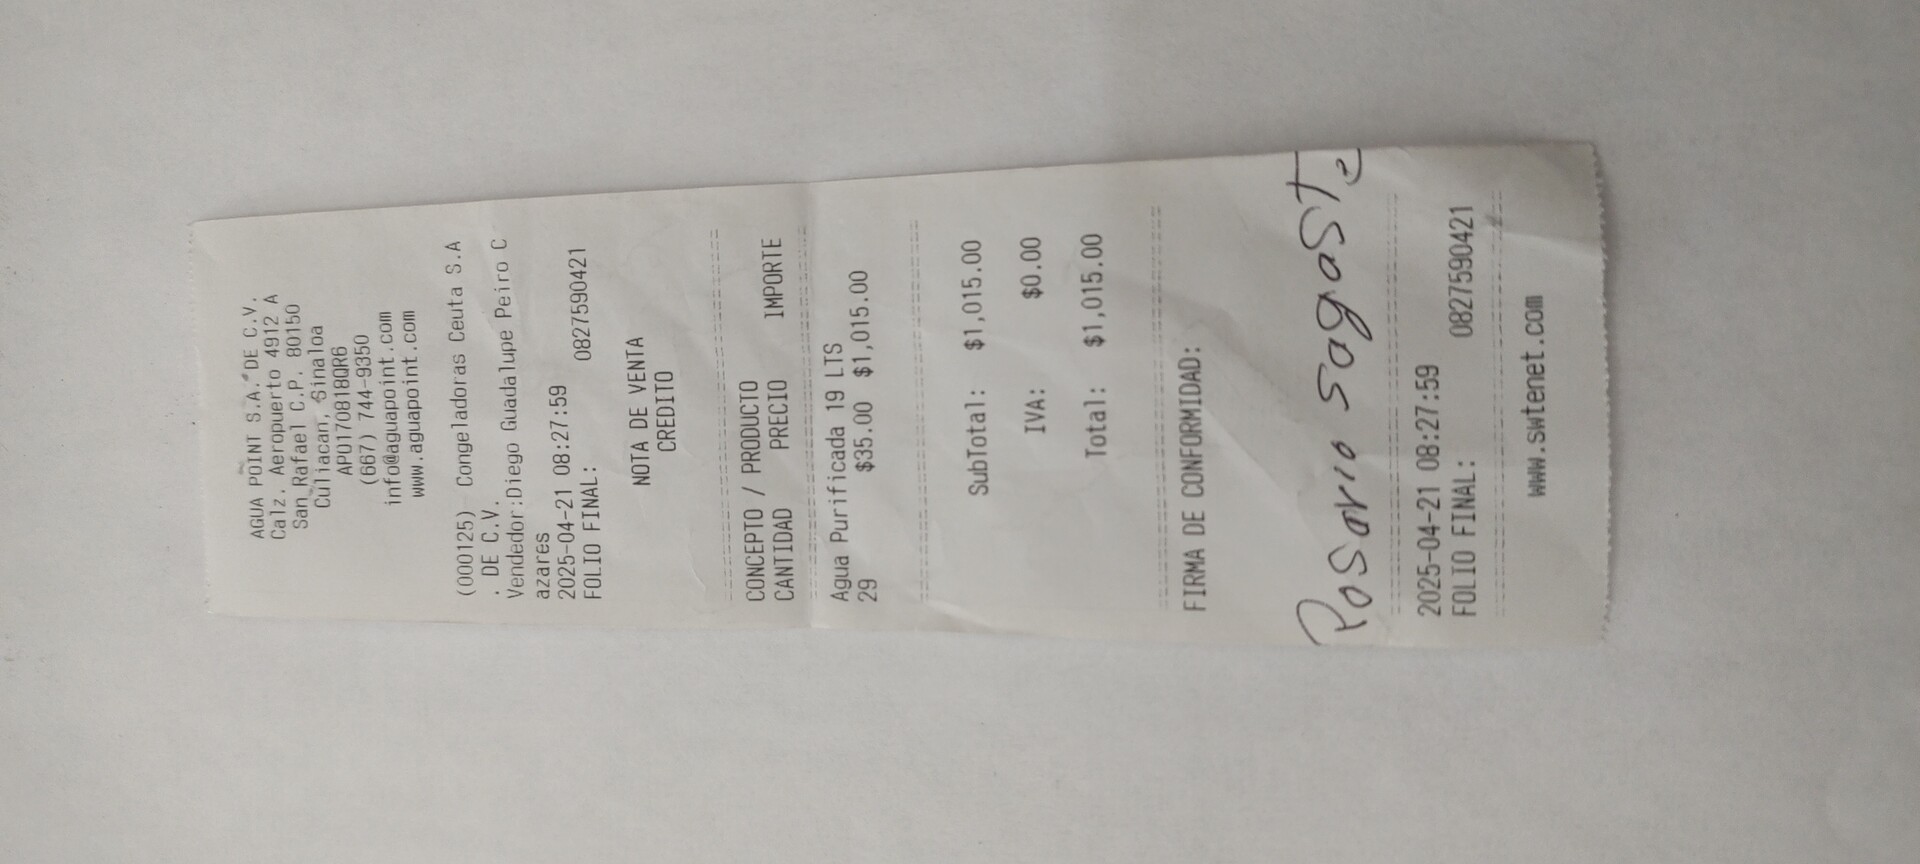 AGUA POINT S.A. DE C.V.
Calz. Aeropuerto 4912 A
San Rafael C.P. 80150
Culiacan, Sinaloa
APO170818QR6
(667) 744-9350
info@aguapoint.com
www.aguapoint.com
(000125) Congeladoras Ceuta S.A
. DE C.V.
Vendedor:Diego Guadalupe Peiro C
azares
2025-04-21 08:27:59
FOLIO FINAL: 0827590421
NOTA DE VENTA
CREDITO
CONCEPTO / PRODUCTO
CANTIDAD PRECIO IMPORTE
Agua Purificada 19 LTS
29 $35.00 $1,015.00
SubTotal: $1,015.00
IVA: $0.00
Total: $1,015.00
FIRMA DE CONFORMIDAD:
Rosario sagaste
2025-04-21 08:27:59
FOLIO FINAL: 0827590421
www.swtenet.com